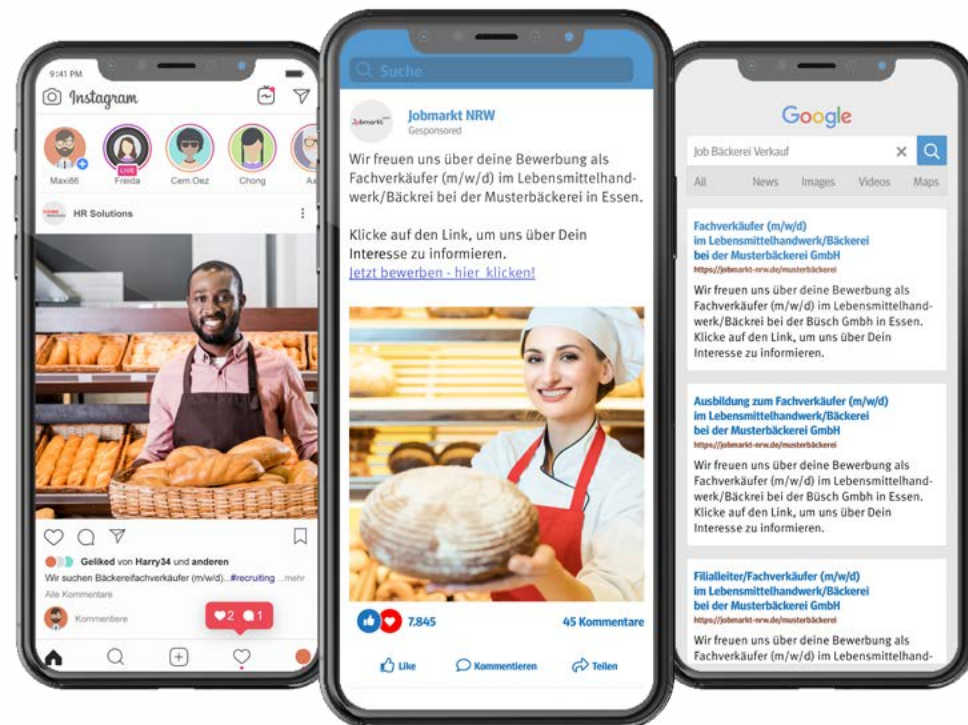 9:41 PM
Instagram
Maxi86
LIVE
Freida
Cem Oez
Chong
HR Solutions
Geliked von Harry34 und anderen
Wir suchen Bäckereifachverkäufer (m/w/d)...#recruiting ...mehr
Alle Kommentare
Kommentiere
2 1
Suche
Jobmarkt NRW
Gesponsored
Wir freuen uns über deine Bewerbung als
Fachverkäufer (m/w/d) im Lebensmittelhand-
werk/Bäckrei bei der Musterbäckerei in Essen.
Klicke auf den Link, um uns über Dein
Interesse zu informieren.
Jetzt bewerben - hier klicken!
7.845
45 Kommentare
Like
Kommentieren
Teilen
Google
Job Bäckerei Verkauf
All News Images Videos Maps
Fachverkäufer (m/w/d)
im Lebensmittelhandwerk/Bäckerei
bei der Musterbäckerei GmbH
https://jobmarkt-nrw.de/musterbäckerei
Wir freuen uns über deine Bewerbung als
Fachverkäufer (m/w/d) im Lebensmittelhand-
werk/Bäckrei bei der Büsch Gmbh in Essen.
Klicke auf den Link, um uns über Dein
Interesse zu informieren.
Ausbildung zum Fachverkäufer (m/w/d)
im Lebensmittelhandwerk/Bäckerei
bei der Musterbäckerei GmbH
https://jobmarkt-nrw.de/musterbäckerei
Wir freuen uns über deine Bewerbung als
Fachverkäufer (m/w/d) im Lebensmittelhand-
werk/Bäckrei bei der Büsch Gmbh in Essen.
Klicke auf den Link, um uns über Dein
Interesse zu informieren.
Filialleiter/Fachverkäufer (m/w/d)
im Lebensmittelhandwerk/Bäckerei
bei der Musterbäckerei GmbH
https://jobmarkt-nrw.de/musterbäckerei
Wir freuen uns über deine Bewerbung als
Fachverkäufer (m/w/d) im Lebensmittelhand-